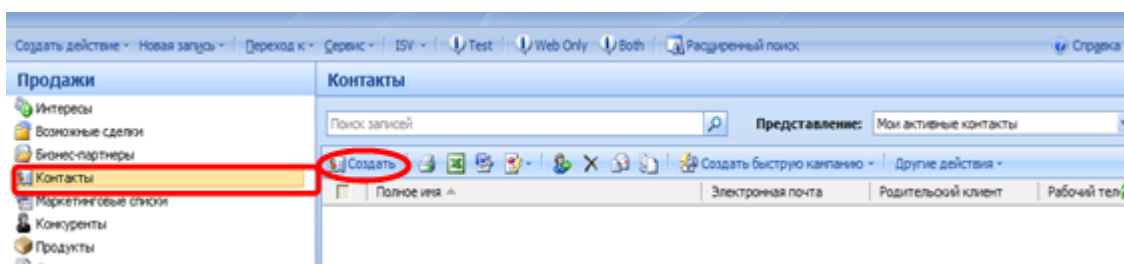 Создать действие Новая запись Переход к Сервис ISV Test Web Only Both Расширенный поиск Справка
Продажи
Интересы
Возможные сделки
Бизнес-партнеры
Контакты
Маркетинговые списки
Конкуренты
Продукты
Контакты
Поиск записей Представление: Мои активные контакты
Создать Создать быструю кампанию Другие действия
Полное имя Электронная почта Родительский клиент Рабочий тел